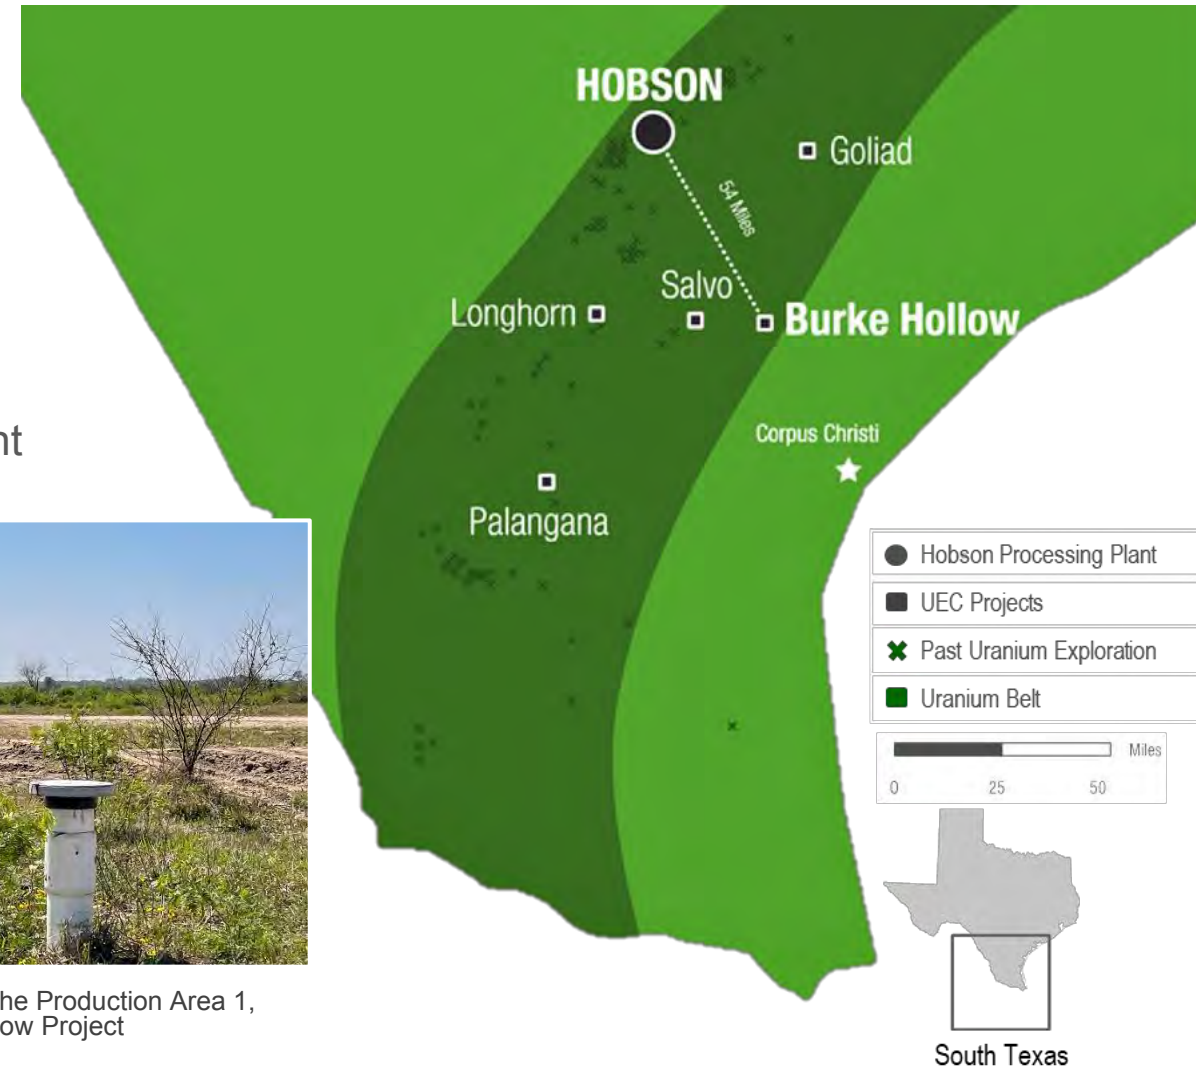 HOBSON
Goliad
54 Miles
Salvo
Longhorn
Burke Hollow
Corpus Christi
nt
Palangana
Hobson Processing Plant
UEC Projects
Past Uranium Exploration
Uranium Belt
Miles
0 25 50
he Production Area 1,
ow Project
South Texas